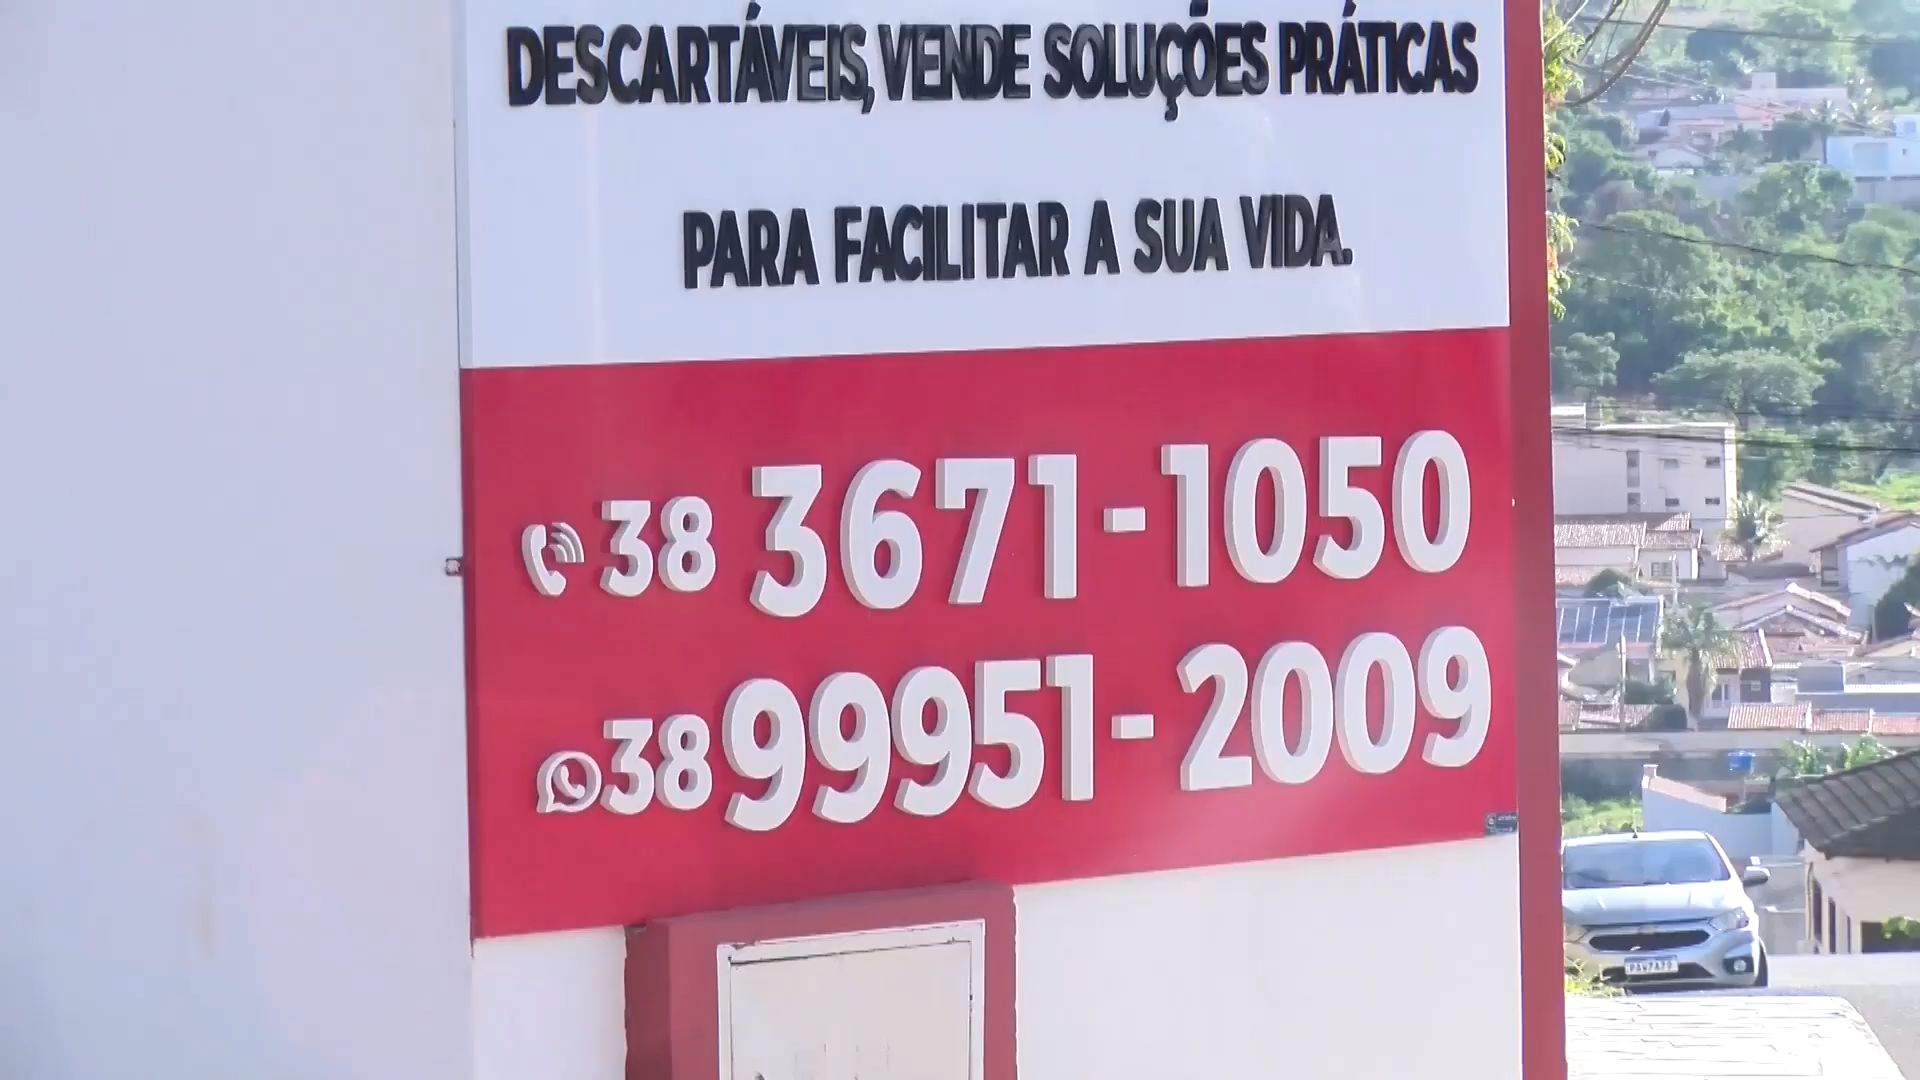 DESCARTÁVEIS, VENDE SOLUÇÕES PRÁTICAS
PARA FACILITAR A SUA VIDA.
38 3671-1050
38 99951-2009